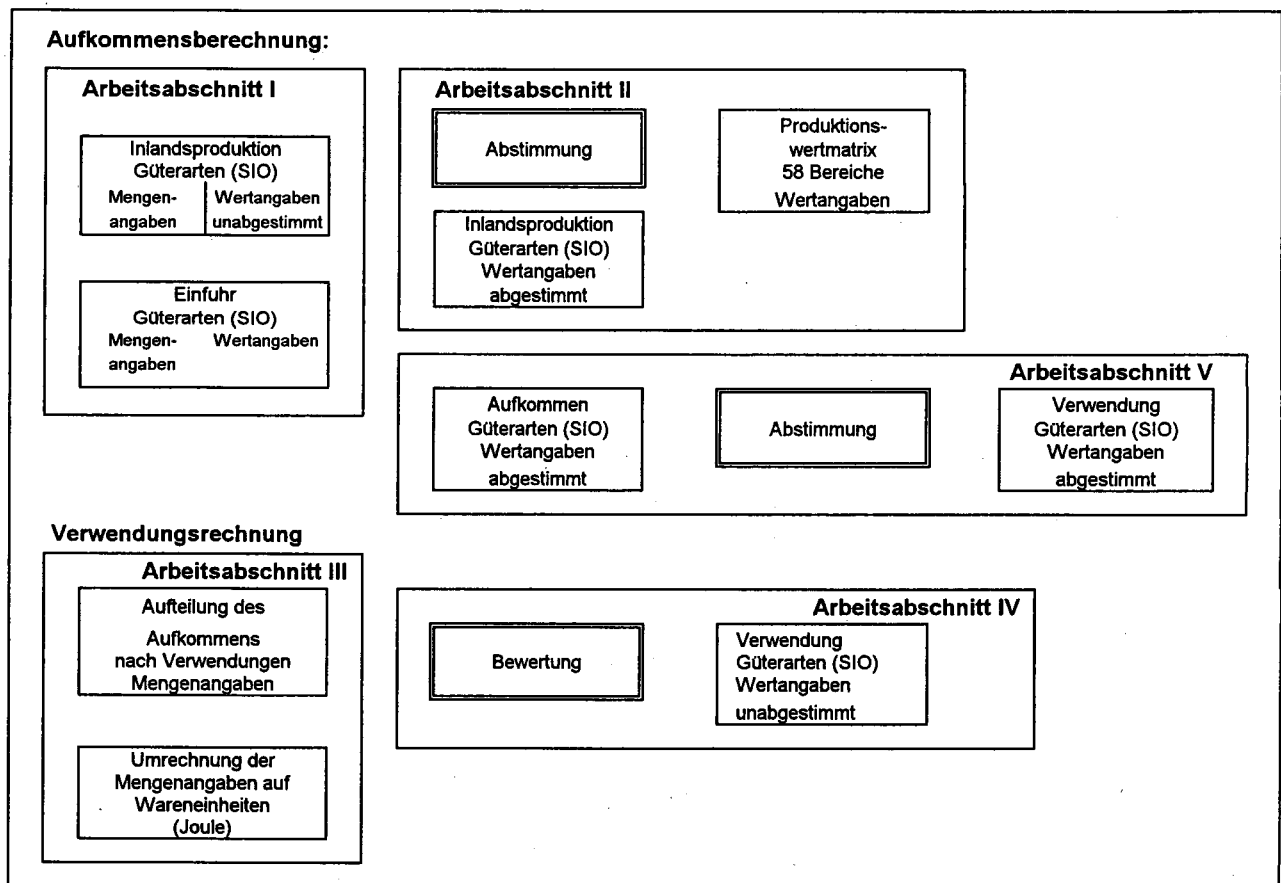 Aufkommensberechnung:
Arbeitsabschnitt I
Inlandsproduktion
Güterarten (SIO)
Mengen- Wertangaben
angaben unabgestimmt
Einfuhr
Güterarten (SIO)
Mengen- Wertangaben
angaben
Arbeitsabschnitt II
Abstimmung
Produktions-
wertmatrix
58 Bereiche
Wertangaben
Inlandsproduktion
Güterarten (SIO)
Wertangaben
abgestimmt
Arbeitsabschnitt V
Aufkommen
Güterarten (SIO)
Wertangaben
abgestimmt
Abstimmung
Verwendung
Güterarten (SIO)
Wertangaben
abgestimmt
Verwendungsrechnung
Arbeitsabschnitt III
Aufteilung des
Aufkommens
nach Verwendungen
Mengenangaben
Umrechnung der
Mengenangaben auf
Wareneinheiten
(Joule)
Arbeitsabschnitt IV
Bewertung
Verwendung
Güterarten (SIO)
Wertangaben
unabgestimmt